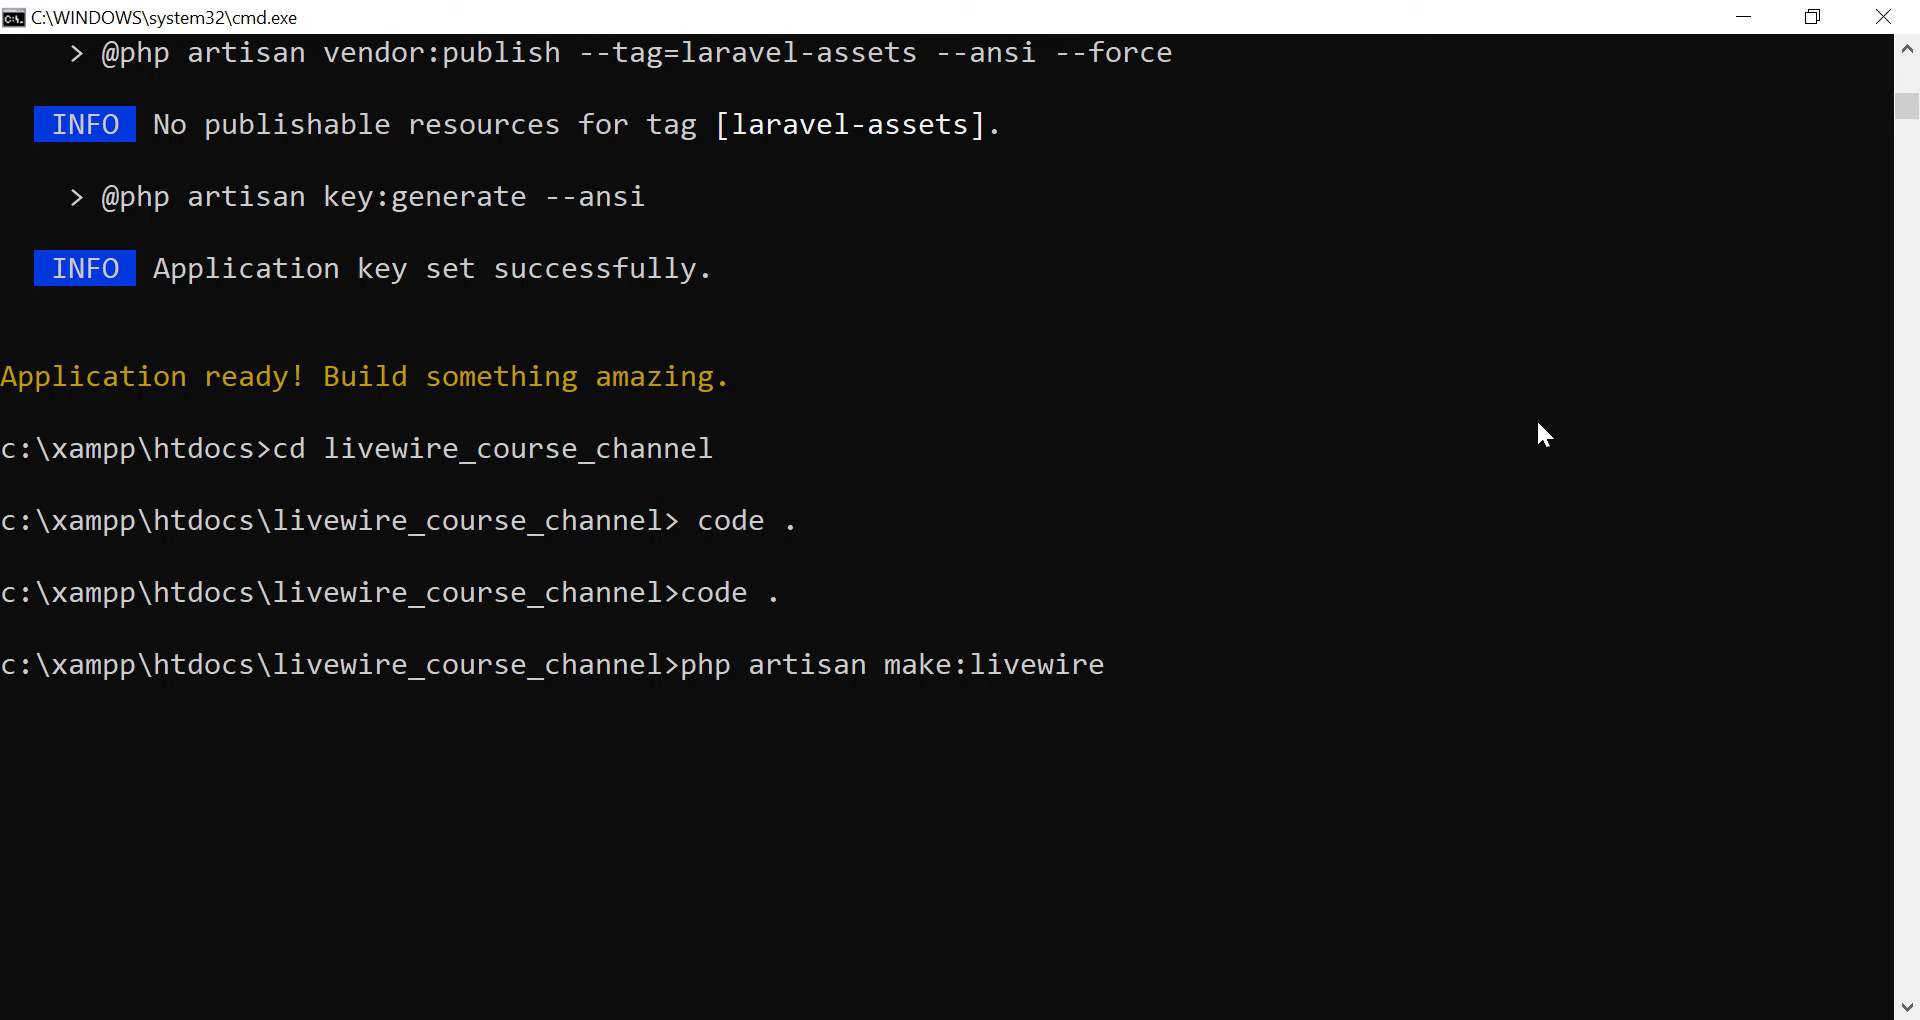 C:\WINDOWS\system32\cmd.exe
> @php artisan vendor:publish --tag=laravel-assets --ansi --force
INFO No publishable resources for tag [laravel-assets].
> @php artisan key:generate --ansi
INFO Application key set successfully.
Application ready! Build something amazing.
c:\xampp\htdocs>cd livewire_course_channel
c:\xampp\htdocs\livewire_course_channel> code .
c:\xampp\htdocs\livewire_course_channel>code .
c:\xampp\htdocs\livewire_course_channel>php artisan make:livewire